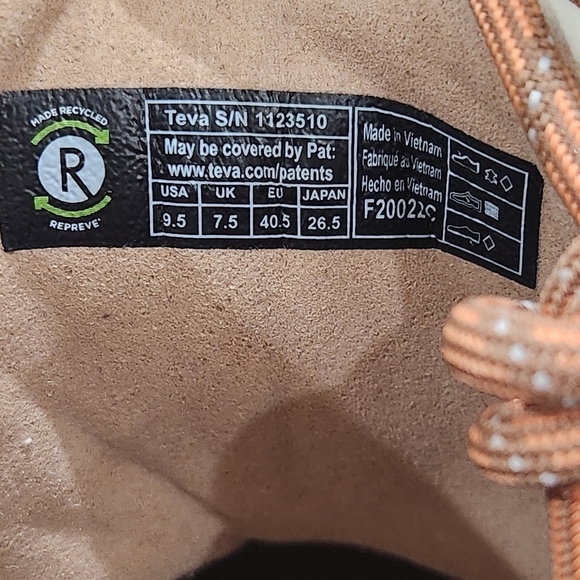 MADE RECYCLED
R
REPREVE®
Teva S/N 1123510
May be covered by Pat:
www.teva.com/patents
USA UK EU JAPAN
9.5 7.5 40.5 26.5
Made in Vietnam
Fabriqué au Vietnam
Hecho en Vietnam
F20022C